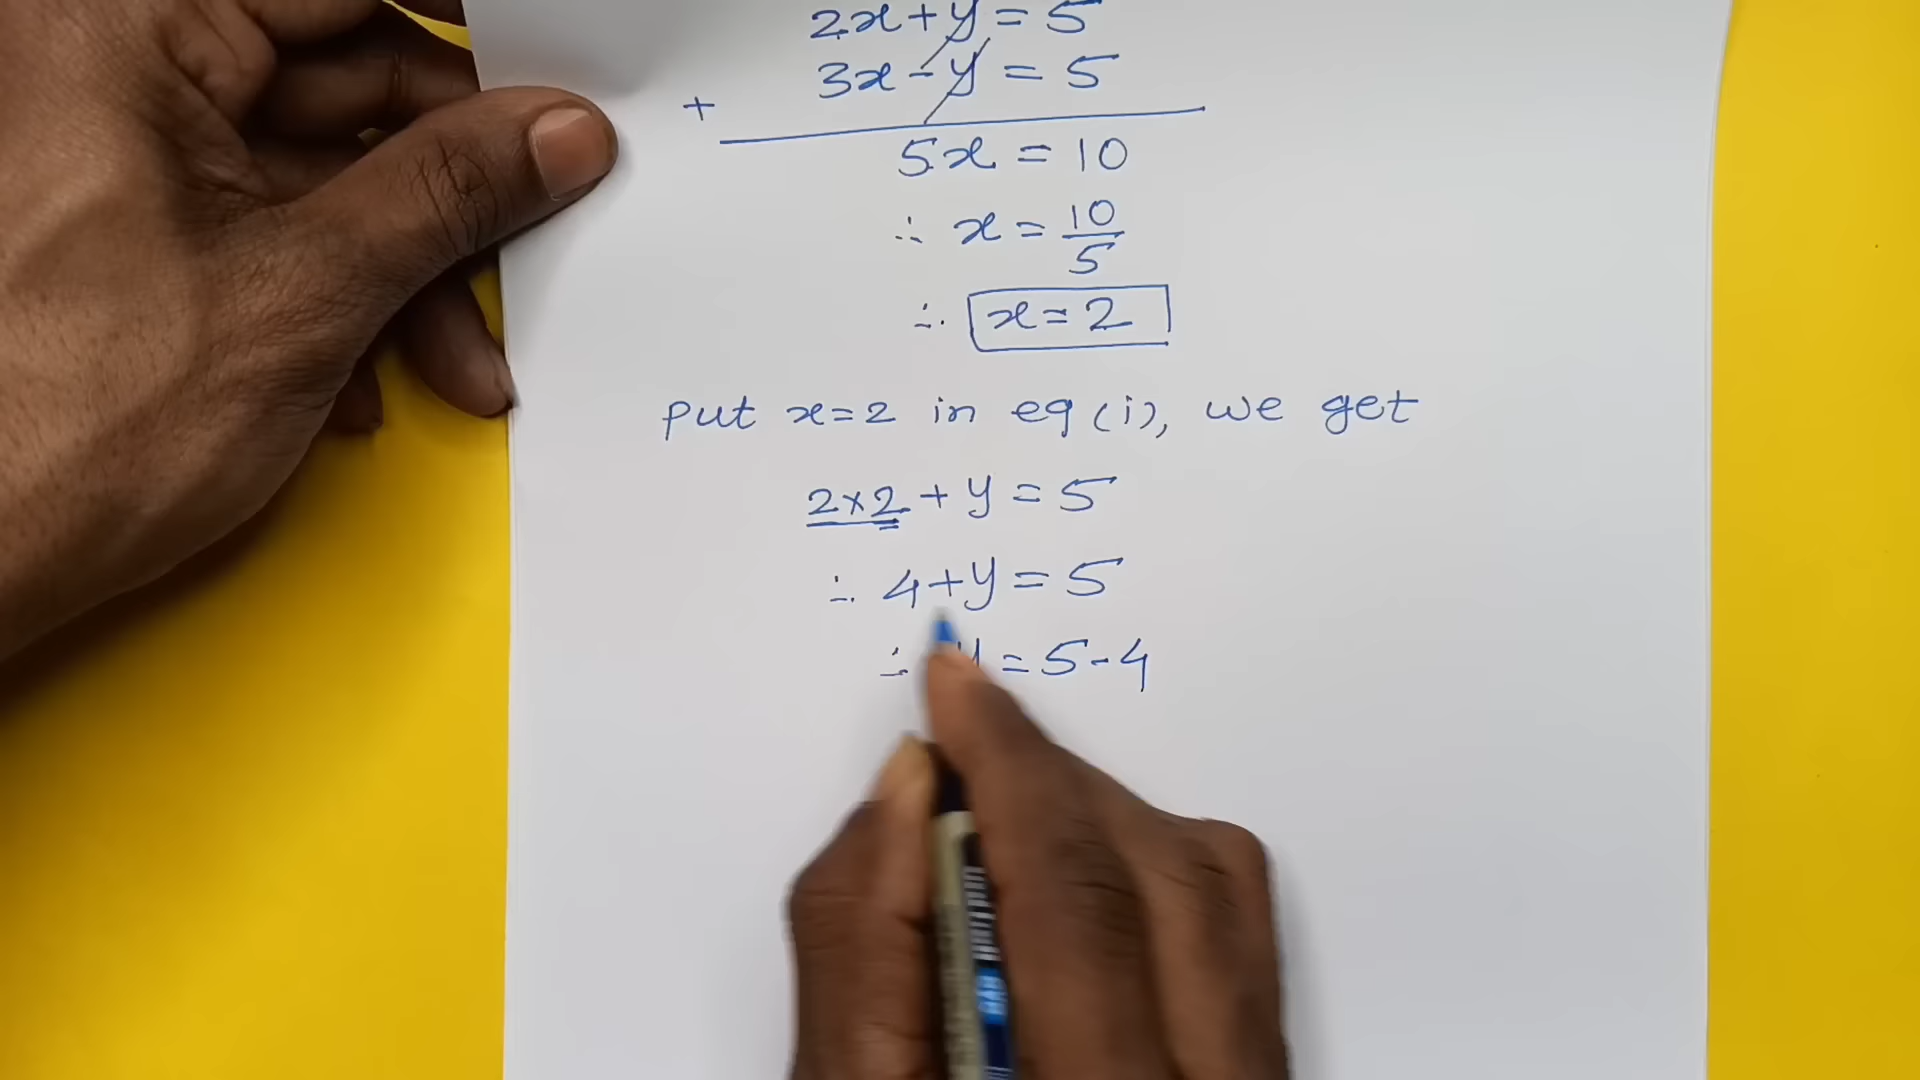 2x+y=5
3x-y=5
+
5x=10
∴ x=10/5
∴ x=2
put x=2 in eq(i), we get
2×2+y=5
∴ 4+y=5
∴ y=5-4